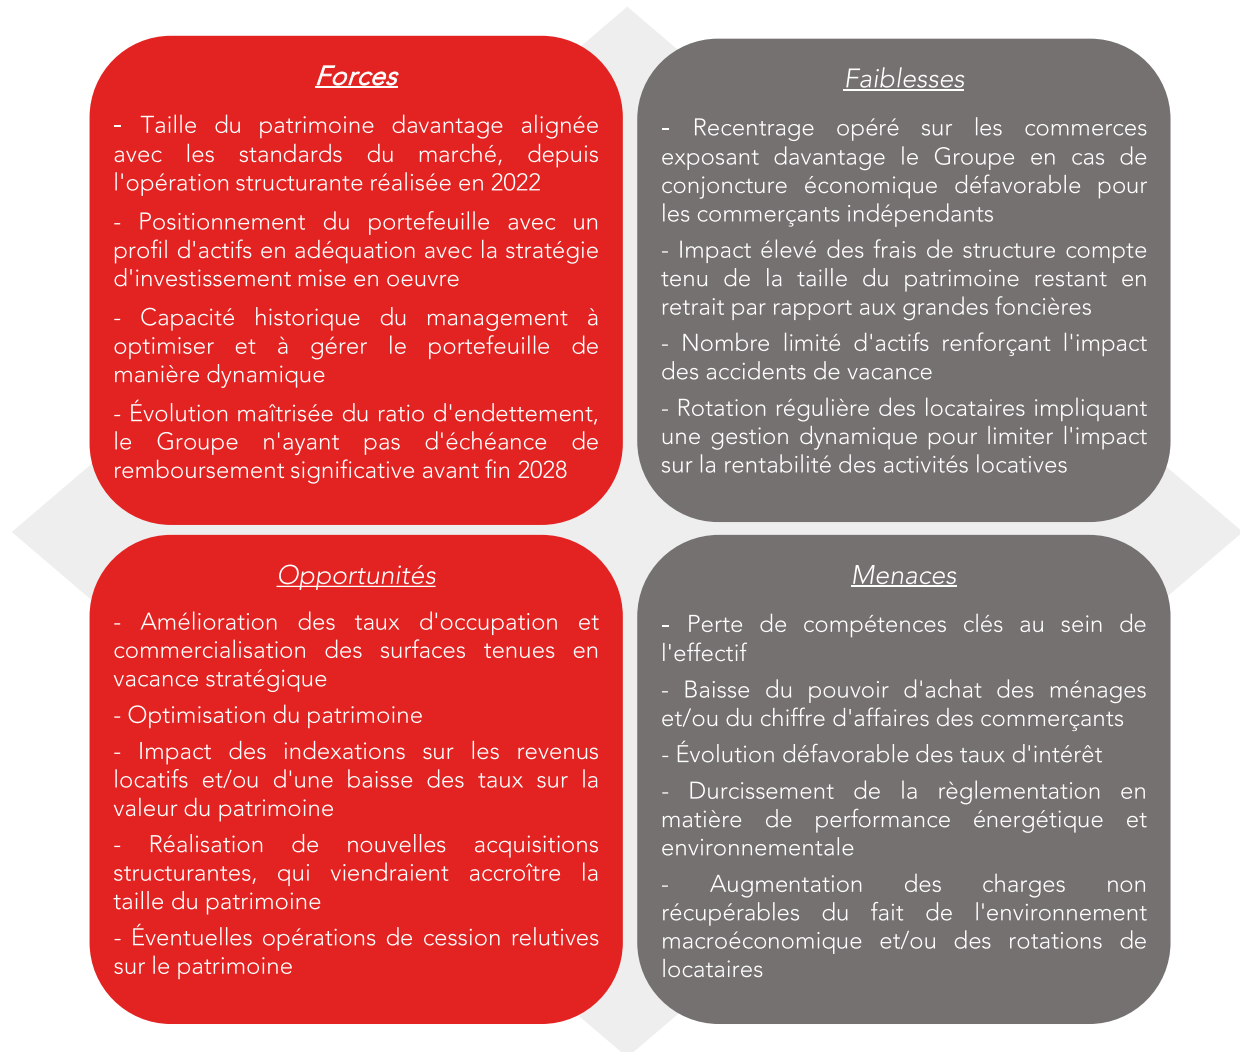 Forces
- Taille du patrimoine davantage alignée
avec les standards du marché, depuis
l'opération structurante réalisée en 2022
- Positionnement du portefeuille avec un
profil d'actifs en adéquation avec la stratégie
d'investissement mise en oeuvre
- Capacité historique du management à
optimiser et à gérer le portefeuille de
manière dynamique
- Évolution maîtrisée du ratio d'endettement,
le Groupe n'ayant pas d'échéance de
remboursement significative avant fin 2028
Faiblesses
- Recentrage opéré sur les commerces
exposant davantage le Groupe en cas de
conjoncture économique défavorable pour
les commerçants indépendants
- Impact élevé des frais de structure compte
tenu de la taille du patrimoine restant en
retrait par rapport aux grandes foncières
- Nombre limité d'actifs renforçant l'impact
des accidents de vacance
- Rotation régulière des locataires impliquant
une gestion dynamique pour limiter l'impact
sur la rentabilité des activités locatives
Opportunités
- Amélioration des taux d'occupation et
commercialisation des surfaces tenues en
vacance stratégique
- Optimisation du patrimoine
- Impact des indexations sur les revenus
locatifs et/ou d'une baisse des taux sur la
valeur du patrimoine
- Réalisation de nouvelles acquisitions
structurantes, qui viendraient accroître la
taille du patrimoine
- Éventuelles opérations de cession relutives
sur le patrimoine
Menaces
- Perte de compétences clés au sein de
l'effectif
- Baisse du pouvoir d'achat des ménages
et/ou du chiffre d'affaires des commerçants
- Évolution défavorable des taux d'intérêt
- Durcissement de la règlementation en
matière de performance énergétique et
environnementale
- Augmentation des charges non
récupérables du fait de l'environnement
macroéconomique et/ou des rotations de
locataires